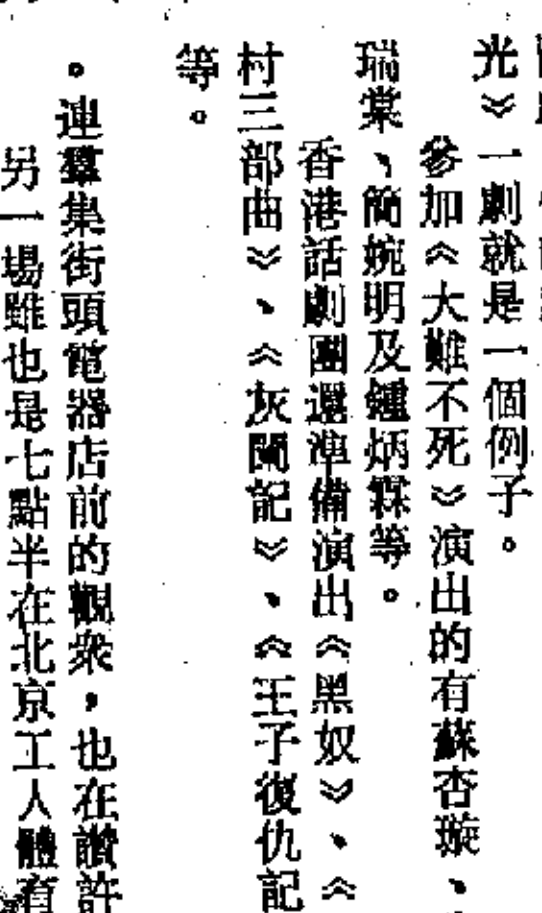 光》一劇就是一個例子。
參加《大難不死》演出的有蘇杏璇、
瑞棠、簡婉明及鍾炳霖等。
香港話劇團還準備演出《黑奴》、《
村三部曲》、《灰闌記》、《王子復仇記
等。
。連羣集街頭電器店前的觀衆，也在讚許
另一場雖也是七點半在北京工人體育